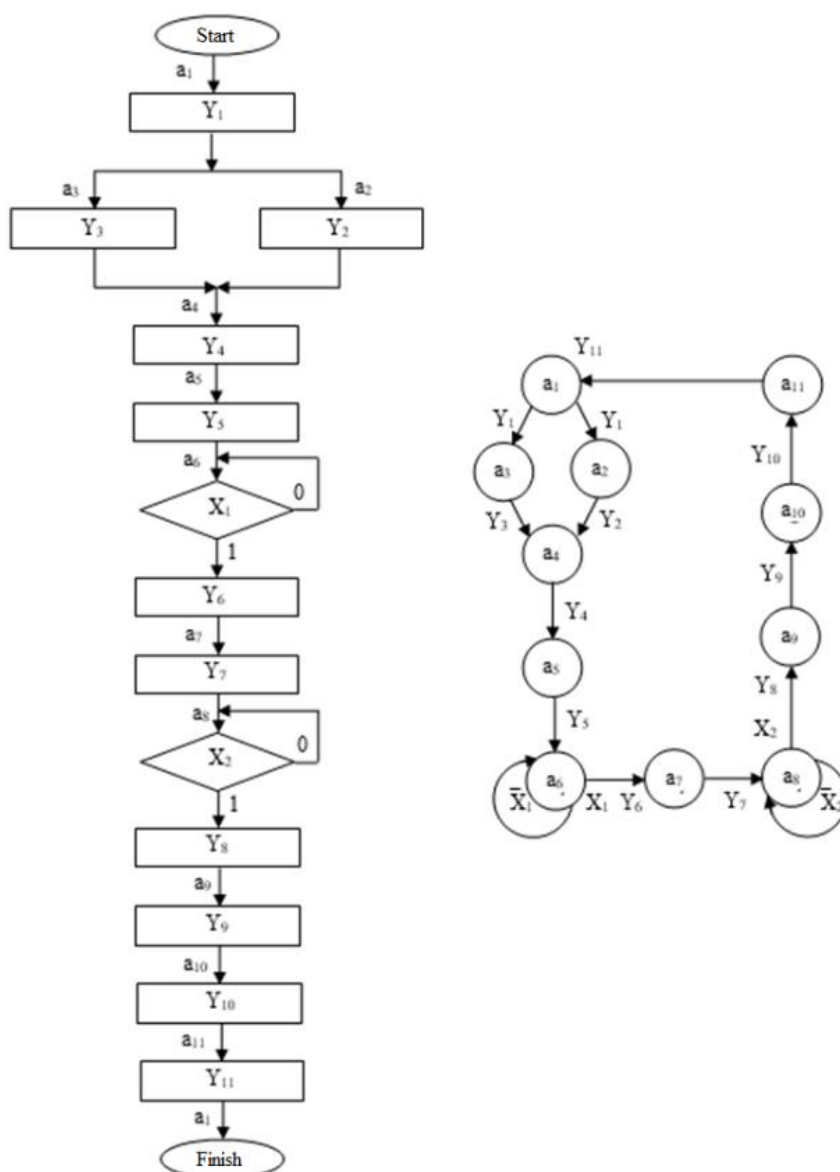 Start
a₁
Y₁
a₃ a₂
Y₃ Y₂
a₄
Y₄
a₅
Y₅
a₆
X₁ 0
1
Y₆
a₇
Y₇
a₈
X₂ 0
1
Y₈
a₉
Y₉
a₁₀
Y₁₀
a₁₁
Y₁₁
a₁
Finish
Y₁₁
a₁ a₁₁
Y₁ Y₁
a₃ a₂
Y₁₀
Y₃ Y₂
a₁₀
a₄
Y₉
Y₄
a₉
a₅
Y₈
Y₅
X₂
a₆ a₇ a₈
X̄₁ X₁ Y₆ Y₇ X̄₂